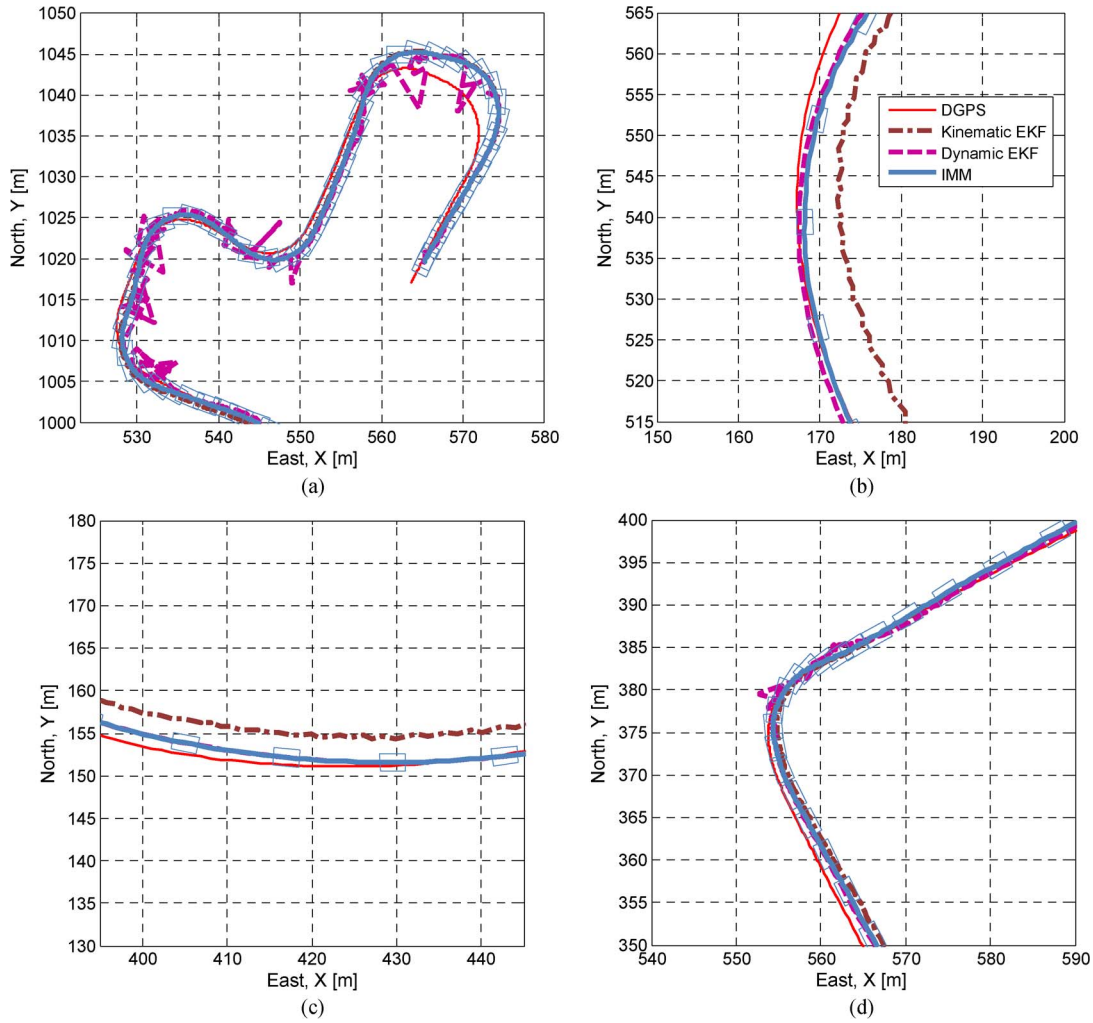 1050
1045
1040
1035
1030
1025
1020
1015
1010
1005
1000
North, Y [m]
530 540 550 560 570 580
East, X [m]
(a)
565
560
555
550
545
540
535
530
525
520
515
North, Y [m]
DGPS
Kinematic EKF
Dynamic EKF
IMM
150 160 170 180 190 200
East, X [m]
(b)
180
175
170
165
160
155
150
145
140
135
130
North, Y [m]
400 410 420 430 440
East, X [m]
(c)
400
395
390
385
380
375
370
365
360
355
350
North, Y [m]
540 550 560 570 580 590
East, X [m]
(d)